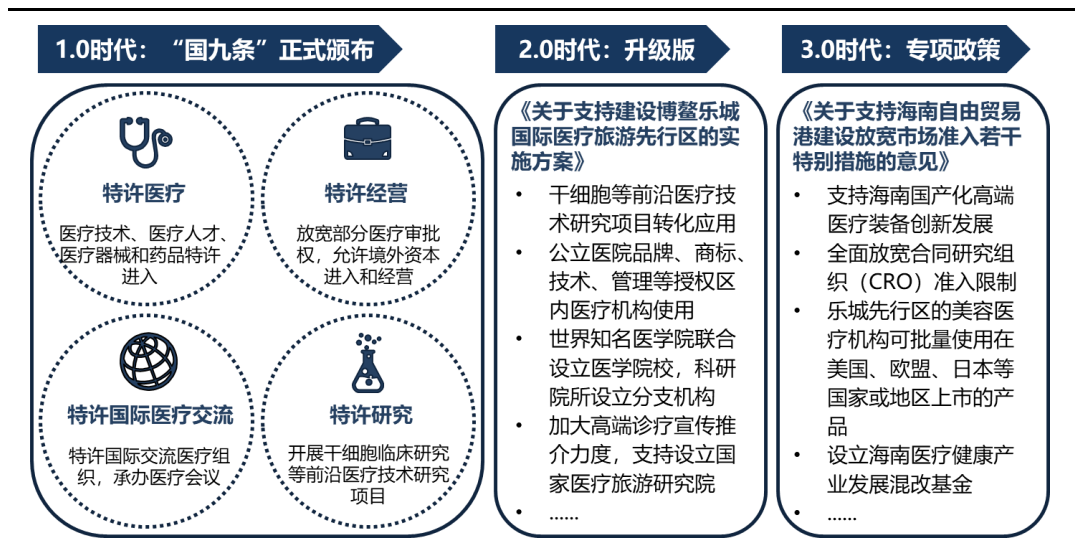 1.0时代：“国九条”正式颁布
特许医疗
医疗技术、医疗人才、
医疗器械和药品特许
进入
特许经营
放宽部分医疗审批
权，允许境外资本
进入和经营
特许国际医疗交流
特许国际交流医疗组
织，承办医疗会议
特许研究
开展干细胞临床研究
等前沿医疗技术研究
项目
2.0时代：升级版
《关于支持建设博鳌乐城
国际医疗旅游先行区的实
施方案》
• 干细胞等前沿医疗技
术研究项目转化应用
• 公立医院品牌、商标、
技术、管理等授权区
内医疗机构使用
• 世界知名医学院联合
设立医学院校，科研
院所设立分支机构
• 加大高端诊疗宣传推
介力度，支持设立国
家医疗旅游研究院
• ......
3.0时代：专项政策
《关于支持海南自由贸易
港建设放宽市场准入若干
特别措施的意见》
• 支持海南国产化高端
医疗装备创新发展
• 全面放宽合同研究组
织（CRO）准入限制
• 乐城先行区的美容医
疗机构可批量使用在
美国、欧盟、日本等
国家或地区上市的产
品
• 设立海南医疗健康产
业发展混改基金
• ......